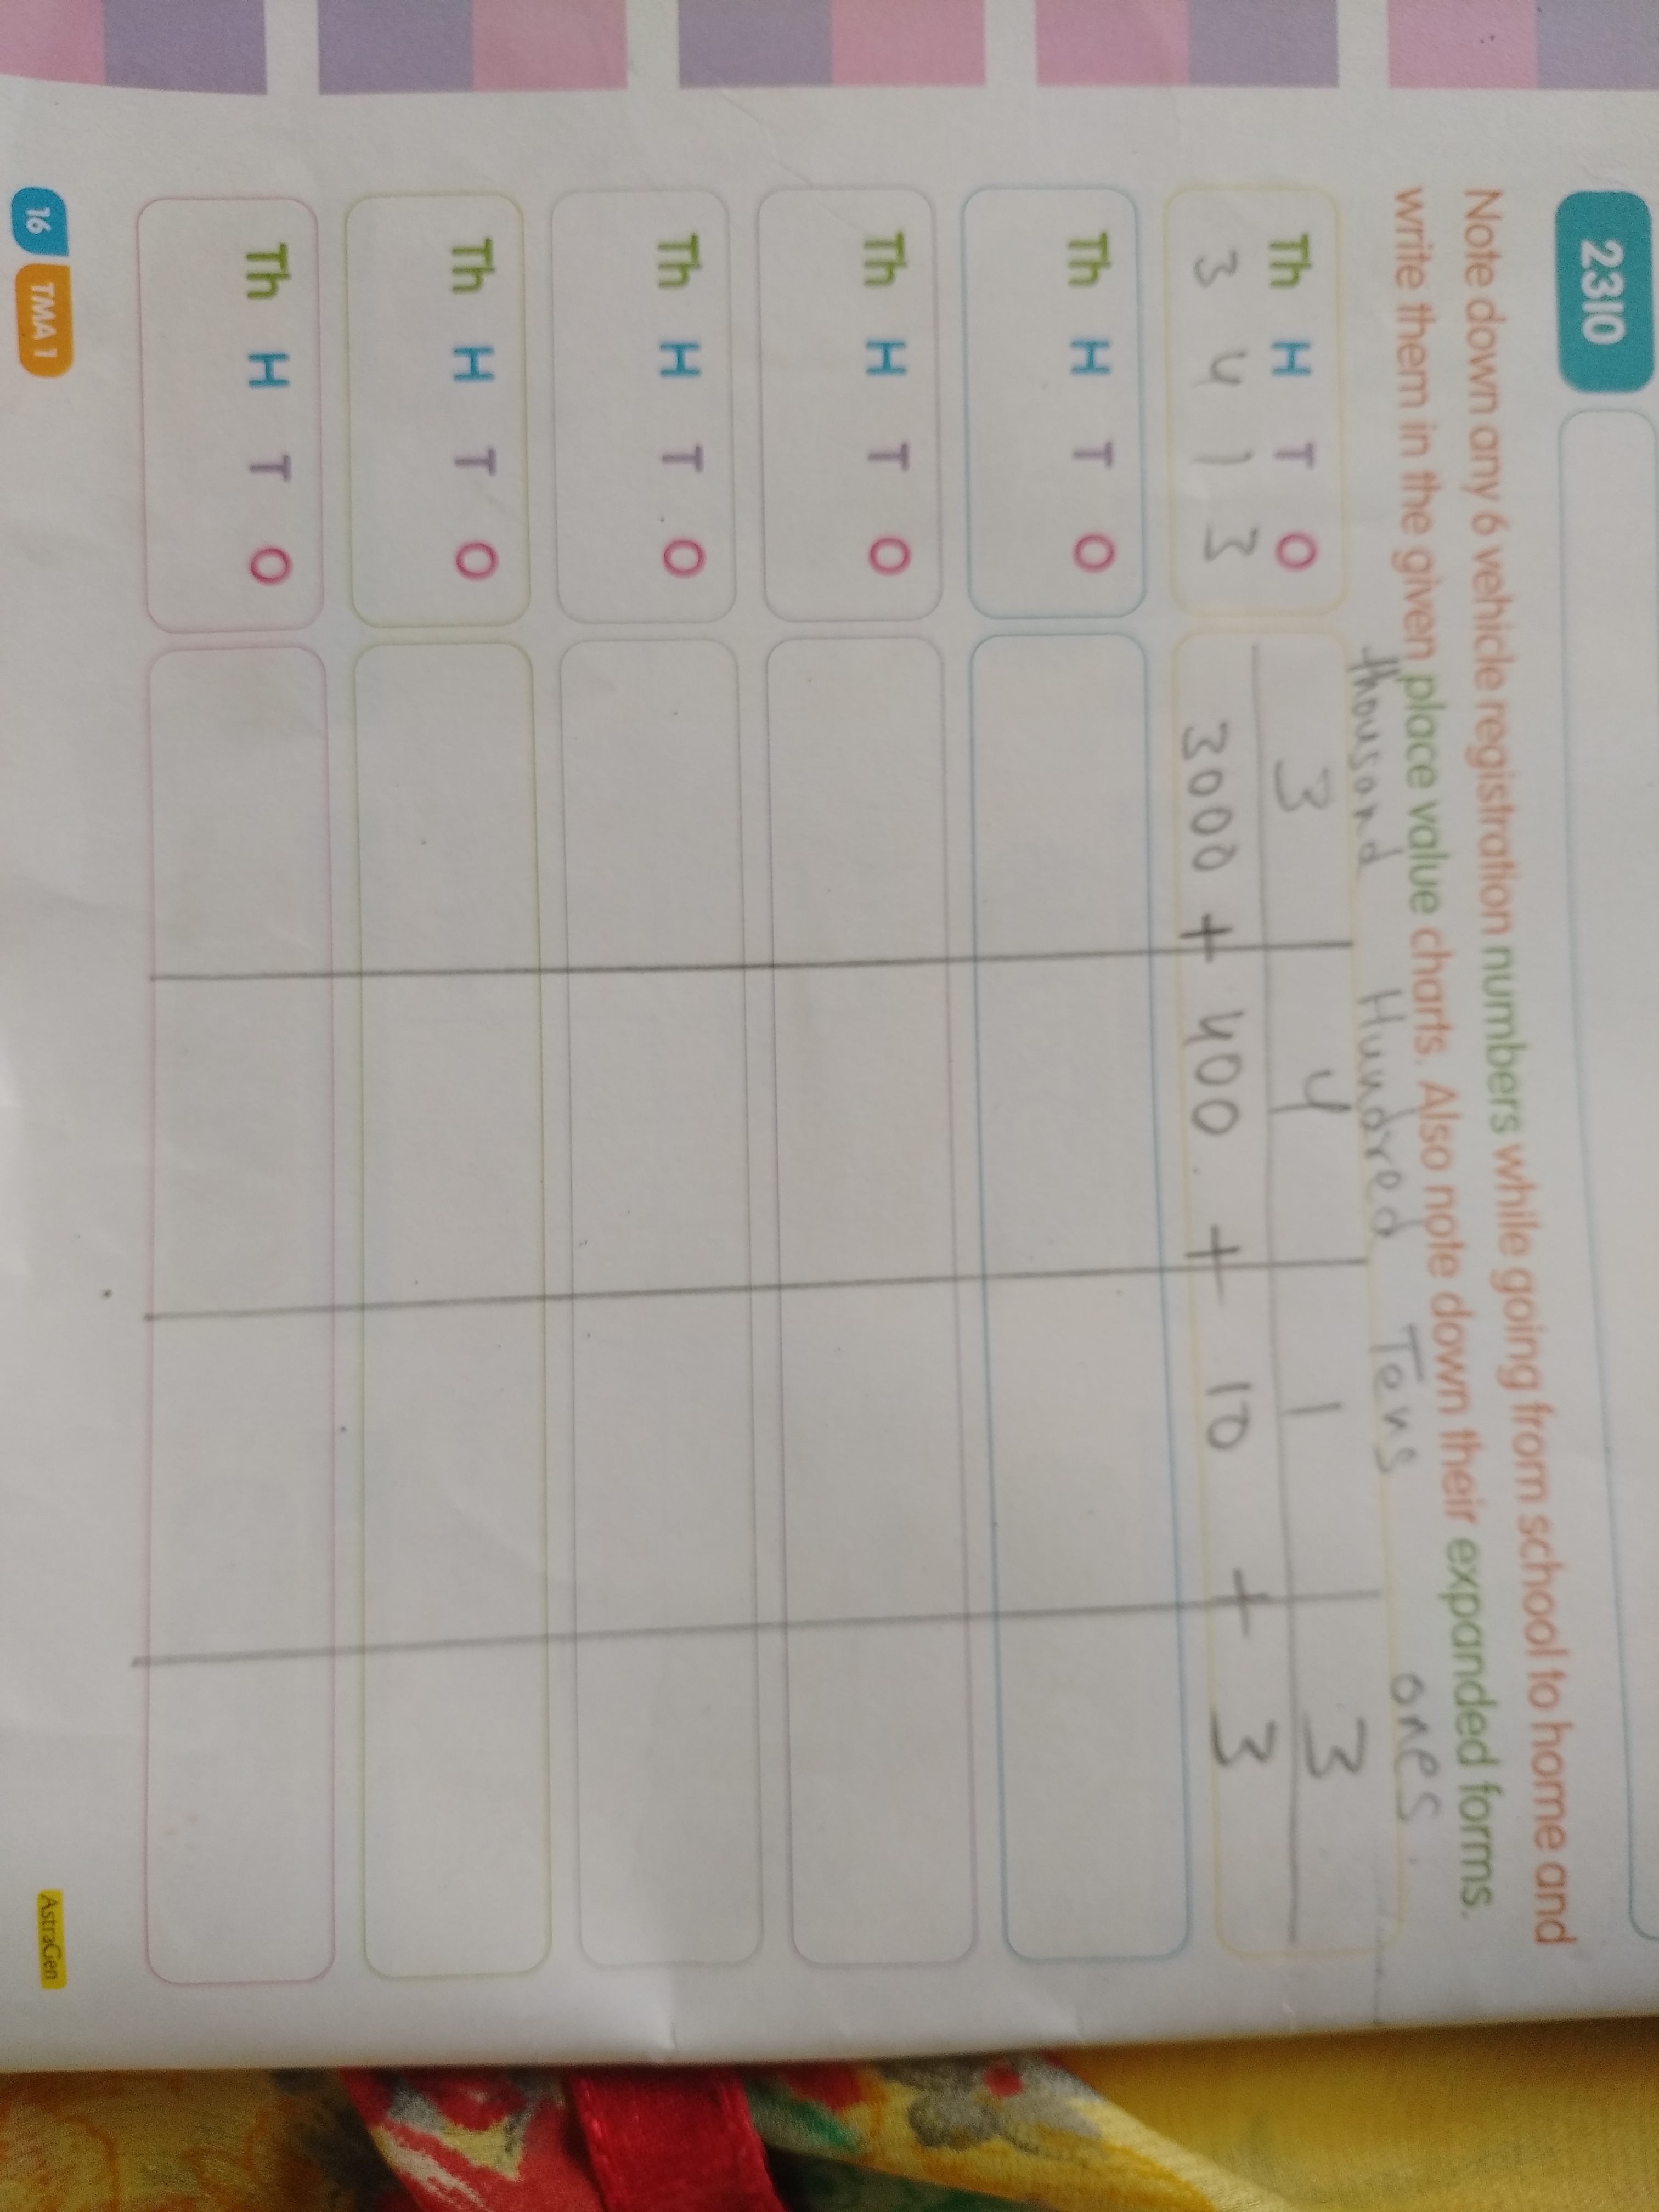 2310
Note down any 6 vehicle registration numbers while going from school to home and
write them in the given place value charts. Also note down their expanded forms.
thousand Hundred Tens ones
Th H T O
3 4 1 3
3 4 1 3
3000 + 400 + 10 + 3
Th H T O
Th H T O
Th H T O
Th H T O
Th H T O
16 TMA 1
AstraGen